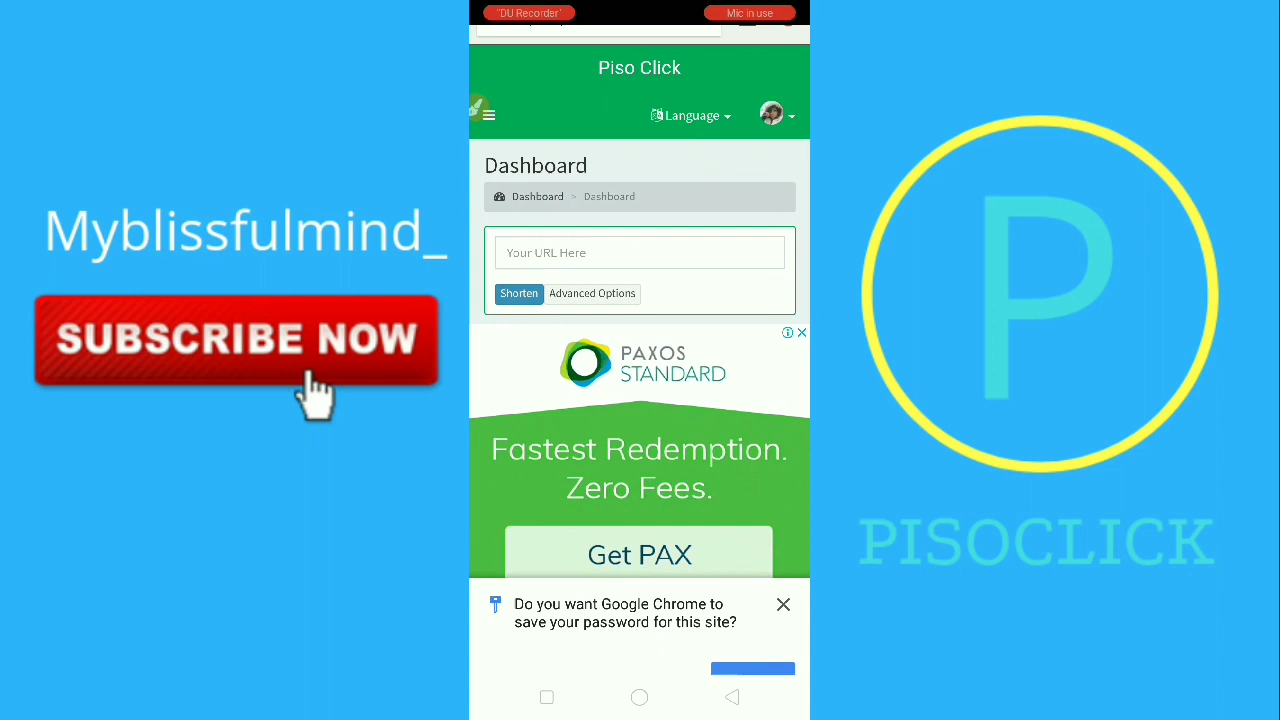 "DU Recorder"
Mic in use
Piso Click
Language
Dashboard
Dashboard > Dashboard
Your URL Here
Shorten
Advanced Options
PAXOS
STANDARD
Fastest Redemption.
Zero Fees.
Get PAX
Do you want Google Chrome to
save your password for this site?
Myblissfulmind_
SUBSCRIBE NOW
P
PISOCLICK